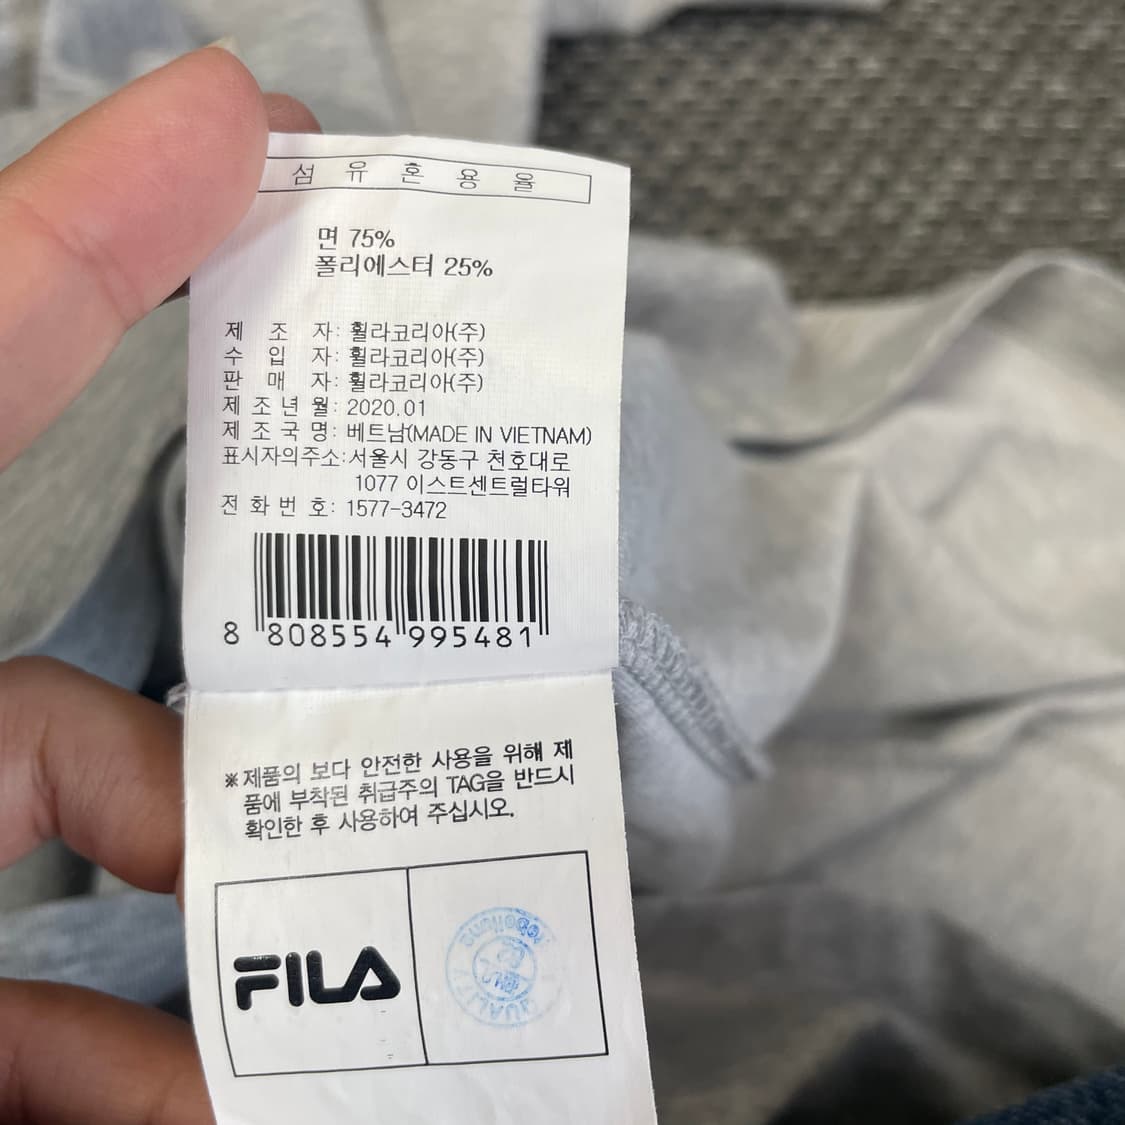 섬유혼용율
면 75%
폴리에스터 25%
제 조 자: 휠라코리아(주)
수 입 자: 휠라코리아(주)
판 매 자: 휠라코리아(주)
제 조 년 월: 2020.01
제 조 국 명: 베트남(MADE IN VIETNAM)
표시자의주소:서울시 강동구 천호대로
1077 이스트센트럴타워
전 화 번 호: 1577-3472
8 808554 995481
※제품의 보다 안전한 사용을 위해 제
품에 부착된 취급주의 TAG을 반드시
확인한 후 사용하여 주십시오.
FILA
QUALITY